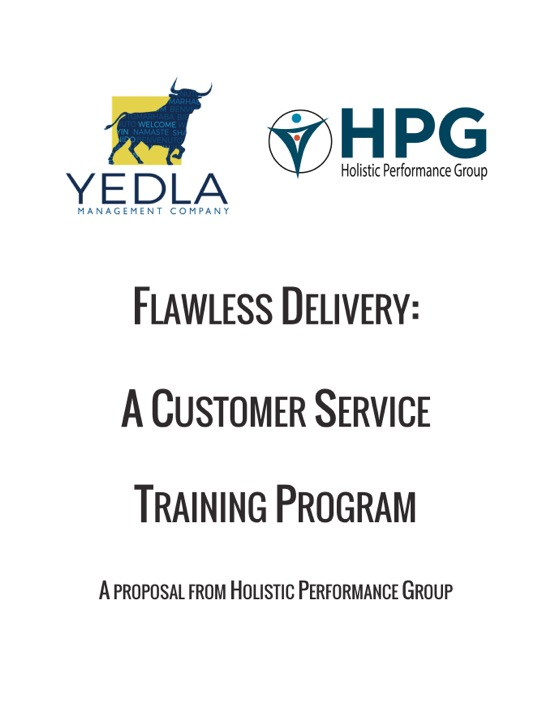 WELCOME
NAMASTE
YEDLA
MANAGEMENT COMPANY
HPG
Holistic Performance Group
FLAWLESS DELIVERY:
A CUSTOMER SERVICE
TRAINING PROGRAM
A PROPOSAL FROM HOLISTIC PERFORMANCE GROUP